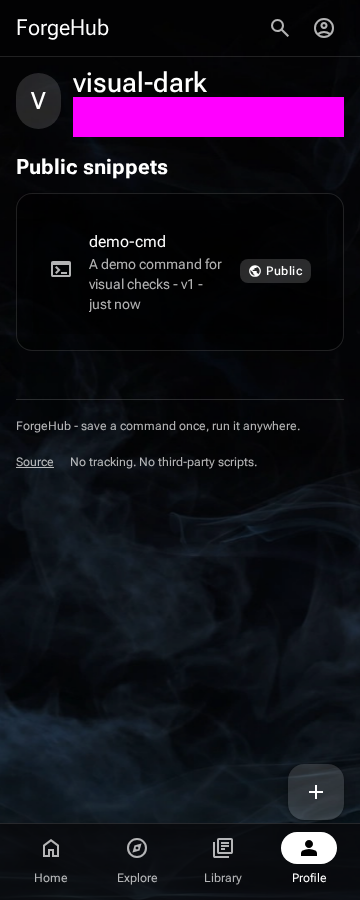 ForgeHub
V
visual-dark
Public snippets
demo-cmd
A demo command for
visual checks - v1 -
just now
Public
ForgeHub - save a command once, run it anywhere.
Source No tracking. No third-party scripts.
Home Explore Library Profile